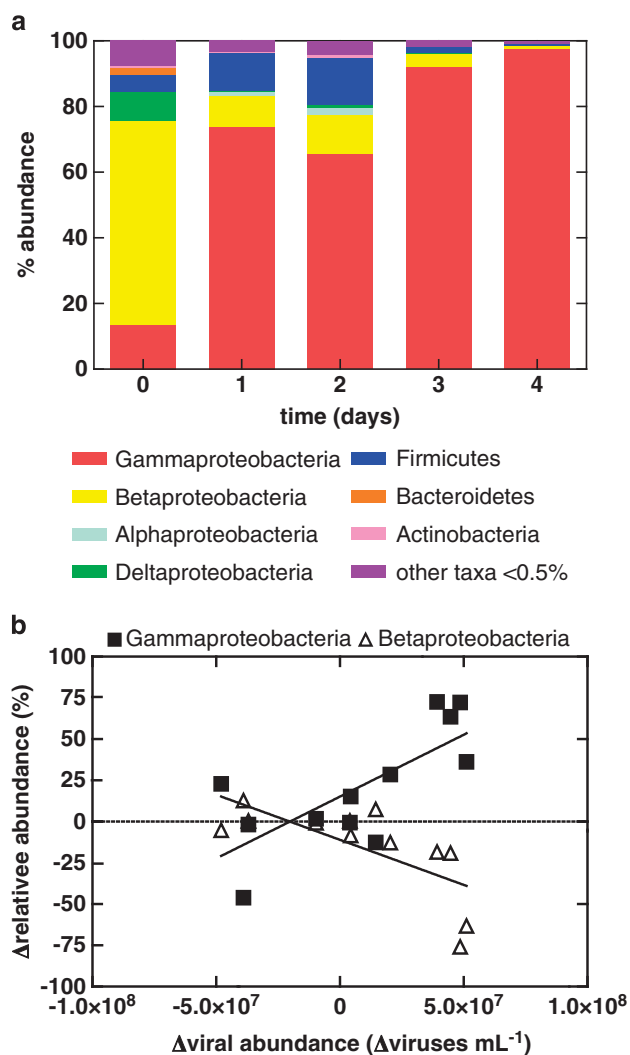 a
100
80
60
40
20
0
% abundance
0 1 2 3 4
time (days)
Gammaproteobacteria
Firmicutes
Betaproteobacteria
Bacteroidetes
Alphaproteobacteria
Actinobacteria
Deltaproteobacteria
other taxa <0.5%
b
Gammaproteobacteria
Betaproteobacteria
100
75
50
25
0
-25
-50
-75
-100
Δrelativee abundance (%)
-1.0×10⁸ -5.0×10⁷ 0 5.0×10⁷ 1.0×10⁸
Δviral abundance (Δviruses mL⁻¹)